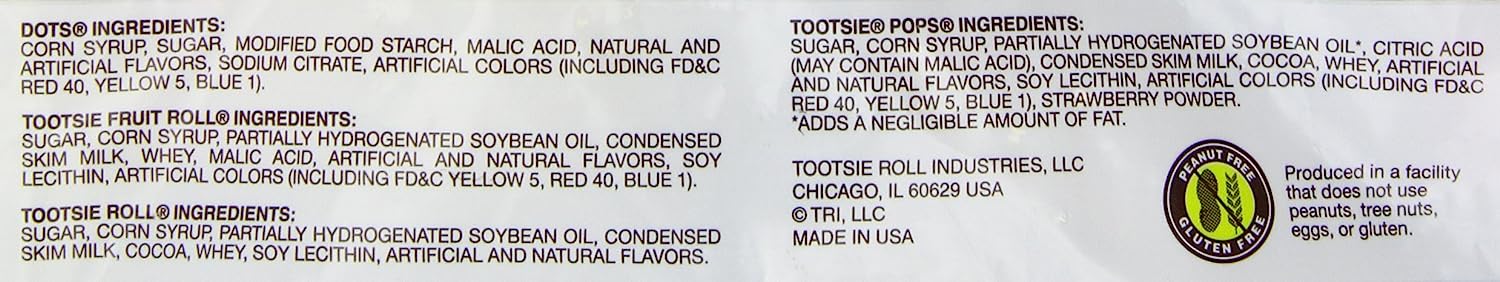 DOTS® INGREDIENTS:
CORN SYRUP, SUGAR, MODIFIED FOOD STARCH, MALIC ACID, NATURAL AND
ARTIFICIAL FLAVORS, SODIUM CITRATE, ARTIFICIAL COLORS (INCLUDING FD&C
RED 40, YELLOW 5, BLUE 1).
TOOTSIE FRUIT ROLL® INGREDIENTS:
SUGAR, CORN SYRUP, PARTIALLY HYDROGENATED SOYBEAN OIL, CONDENSED
SKIM MILK, WHEY, MALIC ACID, ARTIFICIAL AND NATURAL FLAVORS, SOY
LECITHIN, ARTIFICIAL COLORS (INCLUDING FD&C YELLOW 5, RED 40, BLUE 1).
TOOTSIE ROLL® INGREDIENTS:
SUGAR, CORN SYRUP, PARTIALLY HYDROGENATED SOYBEAN OIL, CONDENSED
SKIM MILK, COCOA, WHEY, SOY LECITHIN, ARTIFICIAL AND NATURAL FLAVORS.
TOOTSIE® POPS® INGREDIENTS:
SUGAR, CORN SYRUP, PARTIALLY HYDROGENATED SOYBEAN OIL*, CITRIC ACID
(MAY CONTAIN MALIC ACID), CONDENSED SKIM MILK, COCOA, WHEY, ARTIFICIAL
AND NATURAL FLAVORS, SOY LECITHIN, ARTIFICIAL COLORS (INCLUDING FD&C
RED 40, YELLOW 5, BLUE 1), STRAWBERRY POWDER.
*ADDS A NEGLIGIBLE AMOUNT OF FAT.
TOOTSIE ROLL INDUSTRIES, LLC
CHICAGO, IL 60629 USA
© TRI, LLC
MADE IN USA
PEANUT FREE
GLUTEN FREE
Produced in a facility
that does not use
peanuts, tree nuts,
eggs, or gluten.